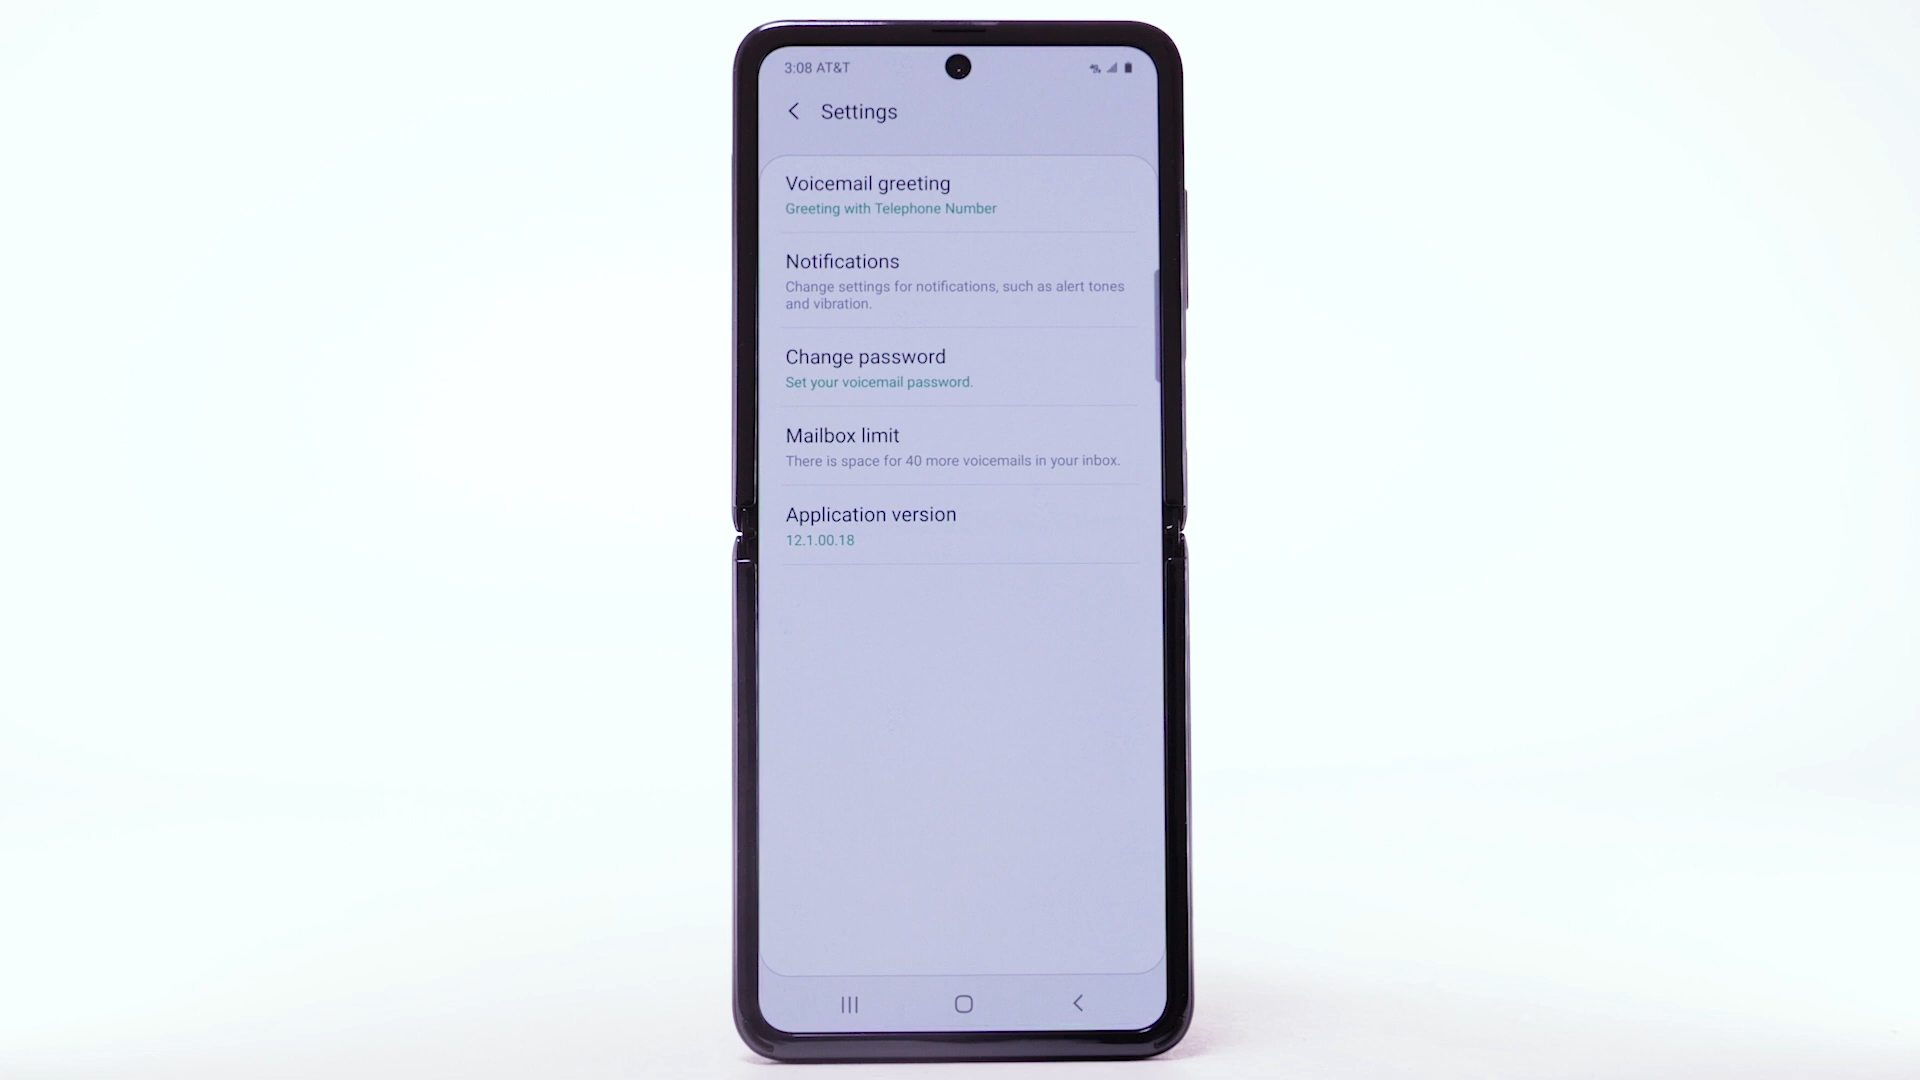 3:08 AT&T
Settings
Voicemail greeting
Greeting with Telephone Number
Notifications
Change settings for notifications, such as alert tones
and vibration.
Change password
Set your voicemail password.
Mailbox limit
There is space for 40 more voicemails in your inbox.
Application version
12.1.00.18